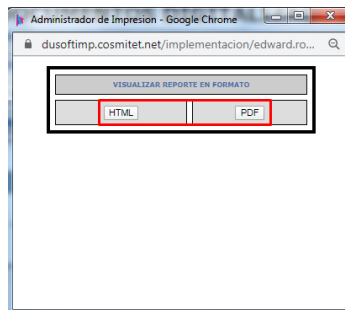 Administrador de Impresion - Google Chrome
dusoftimp.cosmitet.net/implementacion/edward.ro...
VISUALIZAR REPORTE EN FORMATO
HTML PDF